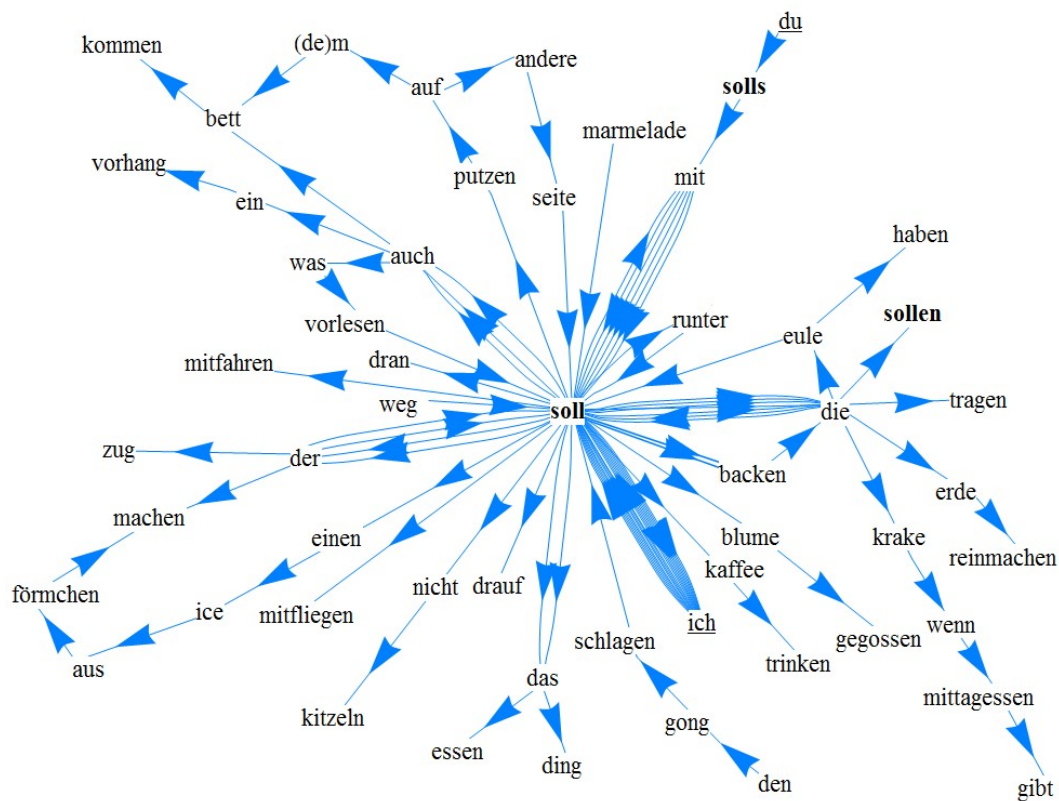 du
kommen
(de)m
andere
auf
solls
bett
marmelade
vorhang
putzen
mit
ein
seite
haben
was
auch
vorlesen
runter
sollen
eule
mitfahren
dran
weg
soll
die
tragen
zug
der
backen
machen
einen
blume
krake
erde
reinmachen
förmchen
ice
mitfliegen
nicht
drauf
kaffee
ich
wenn
schlagen
gegossen
trinken
aus
das
mittagessen
kitzeln
essen
ding
gong
den
gibt